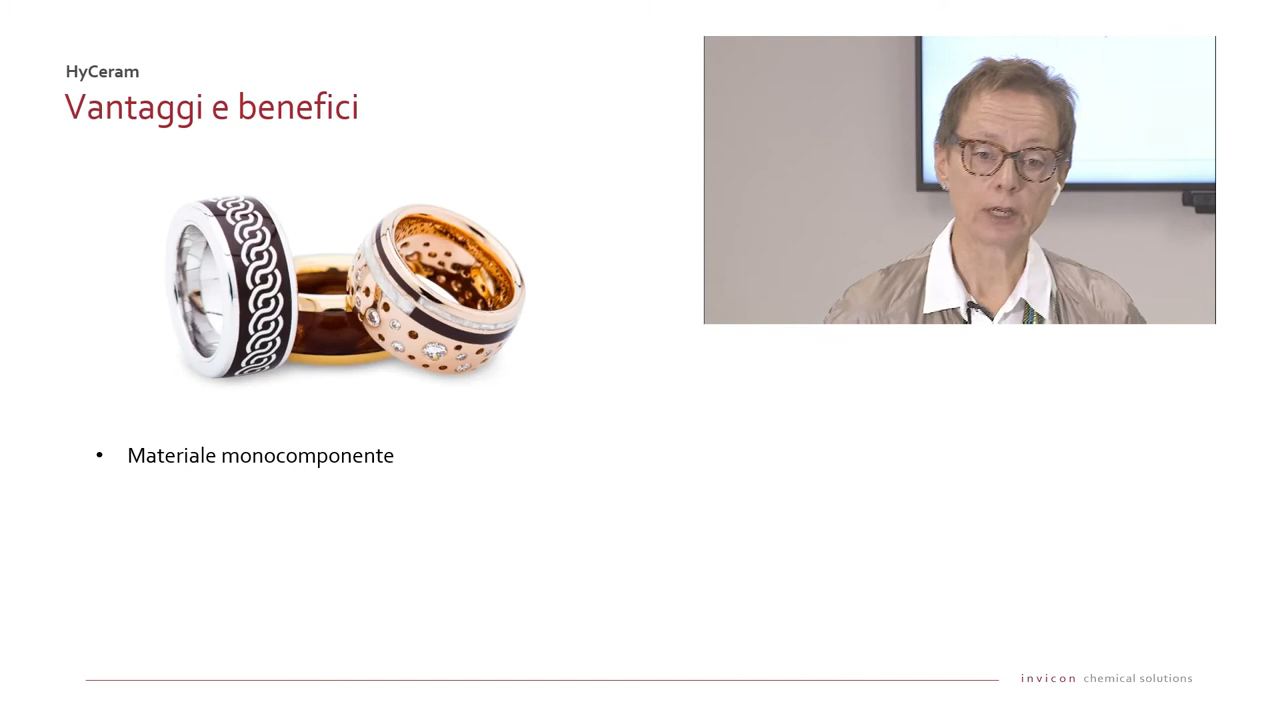 HyCeram
Vantaggi e benefici
• Materiale monocomponente
invicon chemical solutions